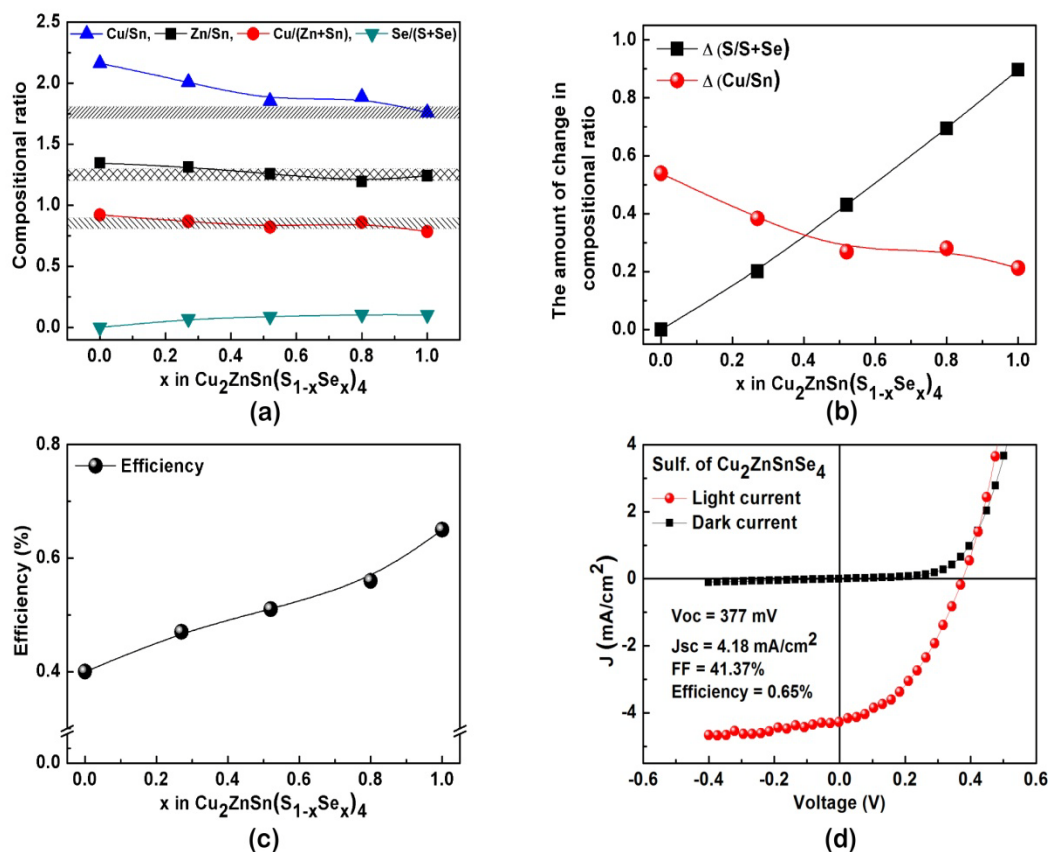 Cu/Sn, Zn/Sn, Cu/(Zn+Sn), Se/(S+Se)
Compositional ratio
2.5
2.0
1.5
1.0
0.5
0.0
0.0 0.2 0.4 0.6 0.8 1.0
x in Cu₂ZnSn(S₁₋ₓSeₓ)₄
(a)
Δ (S/S+Se)
Δ (Cu/Sn)
The amount of change in
compositional ratio
1.0
0.8
0.6
0.4
0.2
0.0
0.0 0.2 0.4 0.6 0.8 1.0
x in Cu₂ZnSn(S₁₋ₓSeₓ)₄
(b)
Efficiency
Efficiency (%)
0.8
0.6
0.4
0.0
0.0 0.2 0.4 0.6 0.8 1.0
x in Cu₂ZnSn(S₁₋ₓSeₓ)₄
(c)
Sulf. of Cu₂ZnSnSe₄
Light current
Dark current
J (mA/cm²)
4
2
0
-2
-4
Voc = 377 mV
Jsc = 4.18 mA/cm²
FF = 41.37%
Efficiency = 0.65%
-0.6 -0.4 -0.2 0.0 0.2 0.4 0.6
Voltage (V)
(d)